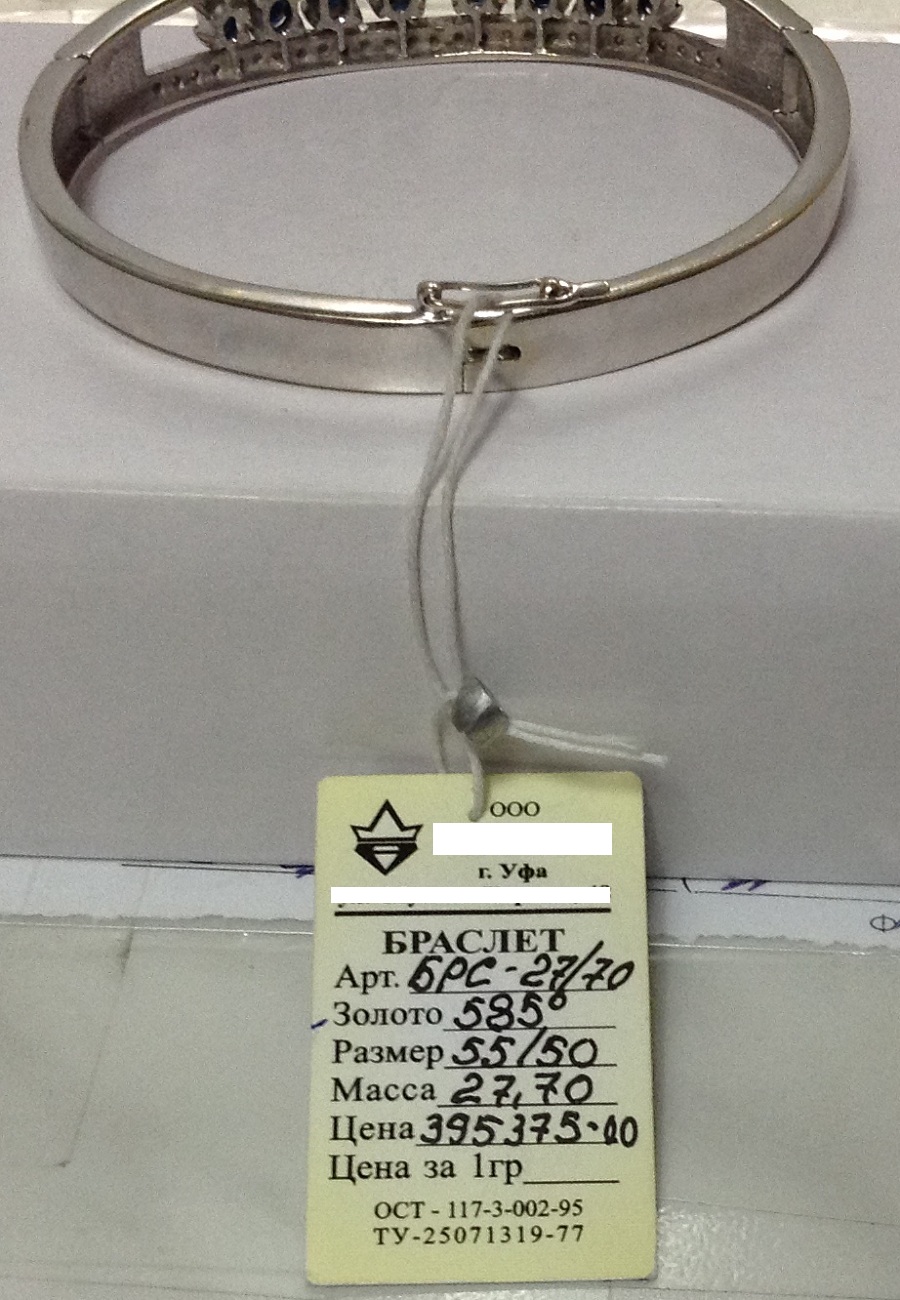 ООО
г. Уфа
БРАСЛЕТ
Арт. БРС-27/70
Золото 585°
Размер 55/50
Масса 27,70
Цена 395375-00
Цена за 1гр
ОСТ - 117-3-002-95
ТУ-25071319-77